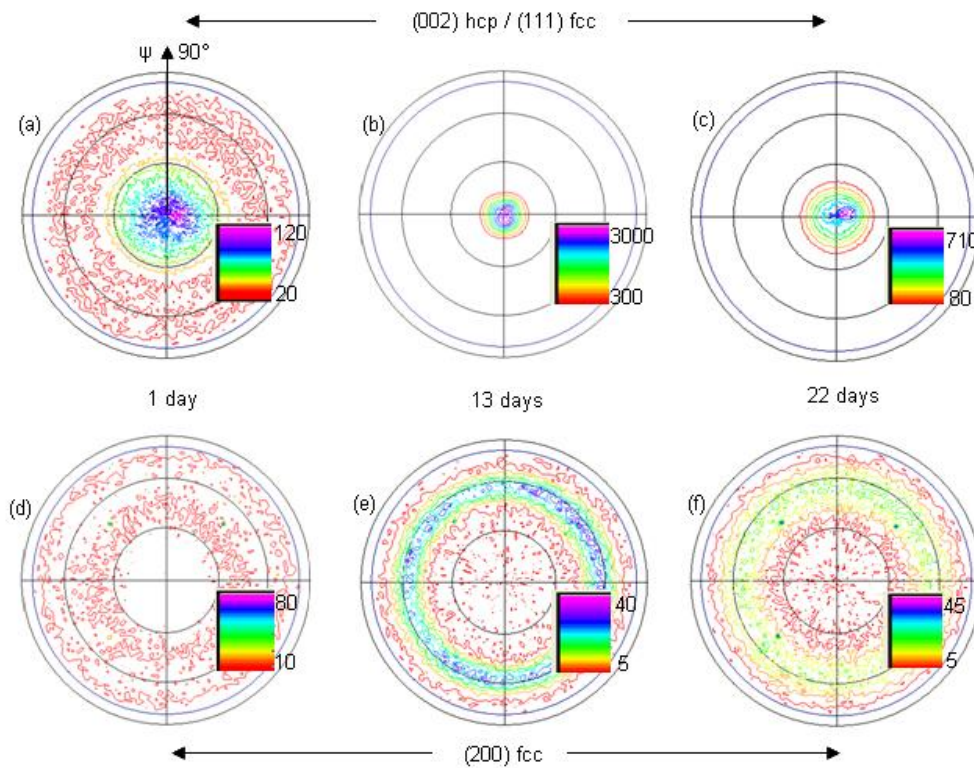 (002) hcp / (111) fcc
ψ 90°
(a) (b) (c)
120 3000 710
20 300 80
1 day 13 days 22 days
(d) (e) (f)
80 40 45
10 5 5
(200) fcc